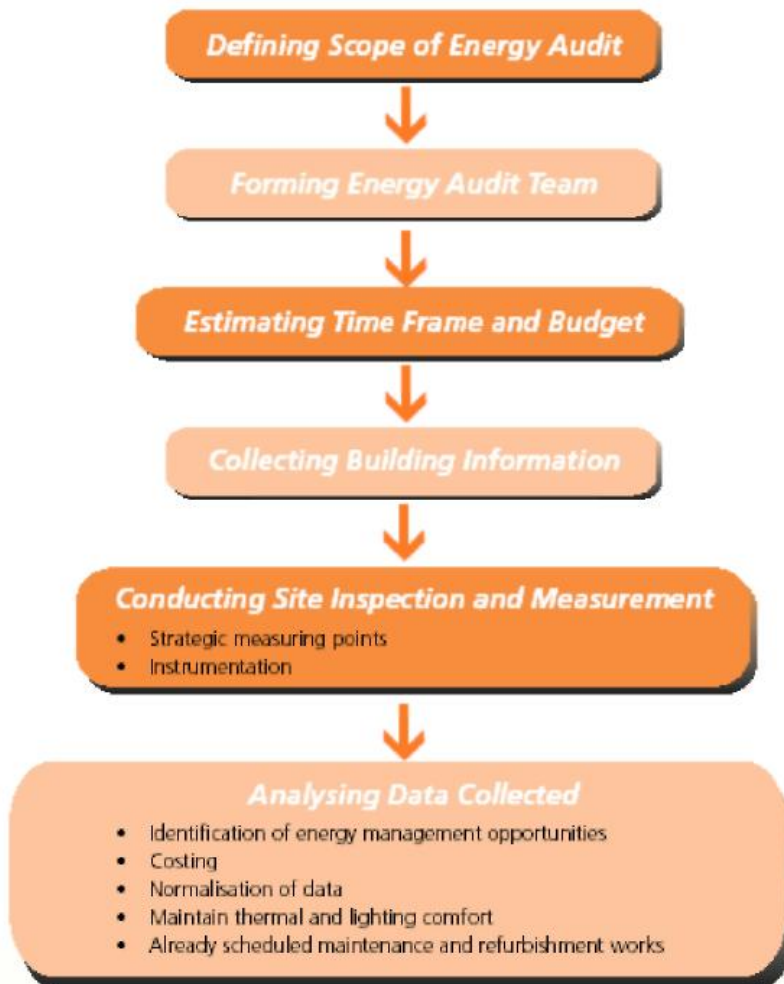 Defining Scope of Energy Audit
Forming Energy Audit Team
Estimating Time Frame and Budget
Collecting Building Information
Conducting Site Inspection and Measurement
• Strategic measuring points
• Instrumentation
Analysing Data Collected
• Identification of energy management opportunities
• Costing
• Normalisation of data
• Maintain thermal and lighting comfort
• Already scheduled maintenance and refurbishment works